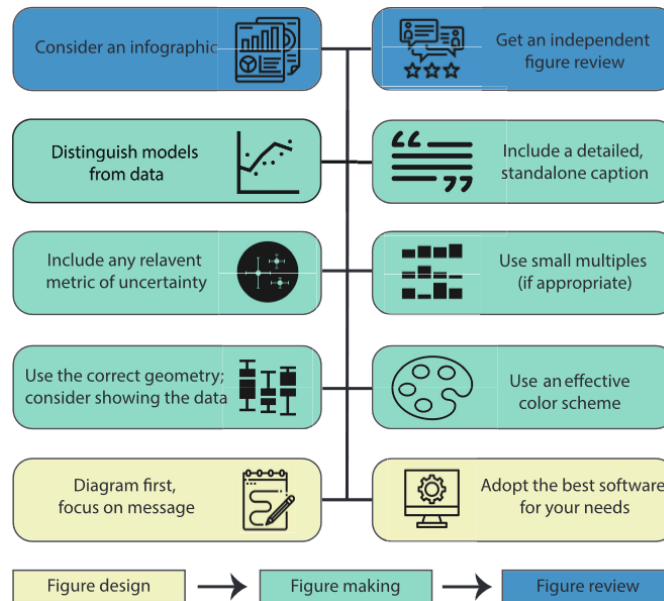 Consider an infographic
Get an independent
figure review
Distinguish models
from data
Include a detailed,
standalone caption
Include any relavent
metric of uncertainty
Use small multiples
(if appropriate)
Use the correct geometry;
consider showing the data
Use an effective
color scheme
Diagram first,
focus on message
Adopt the best software
for your needs
Figure design
Figure making
Figure review